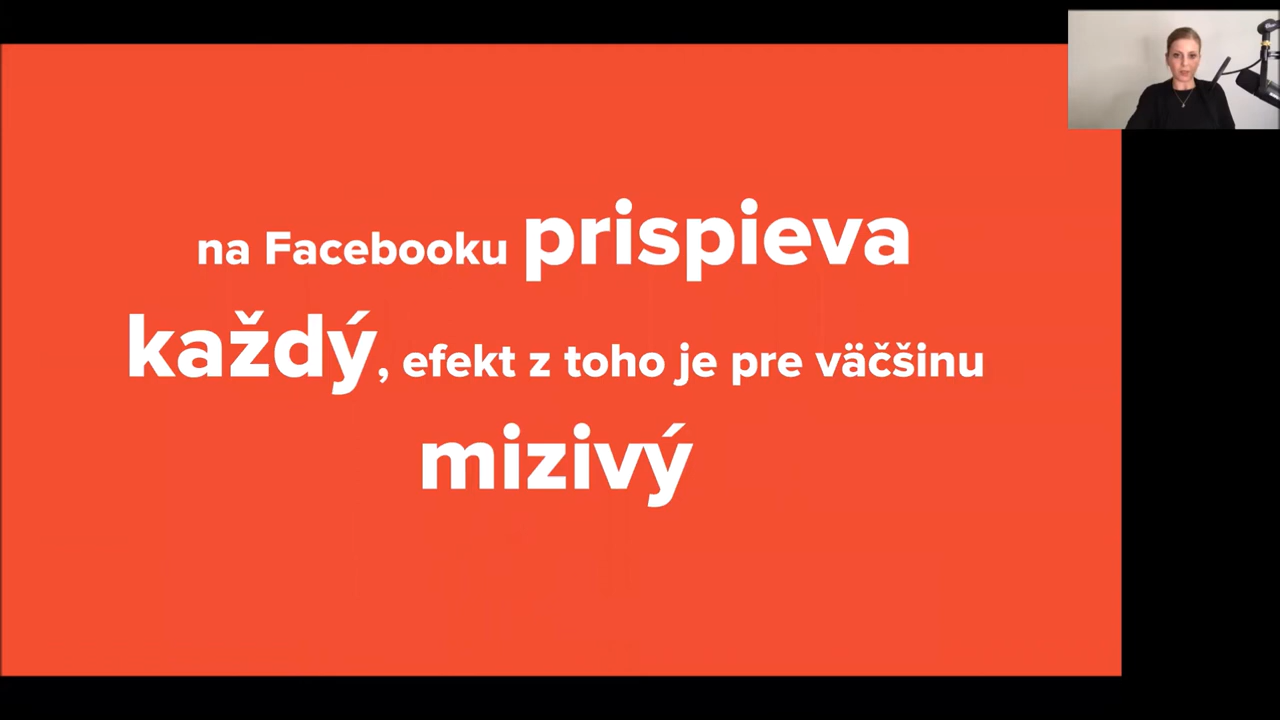 na Facebooku prispieva
každý, efekt z toho je pre väčšinu
mizivý